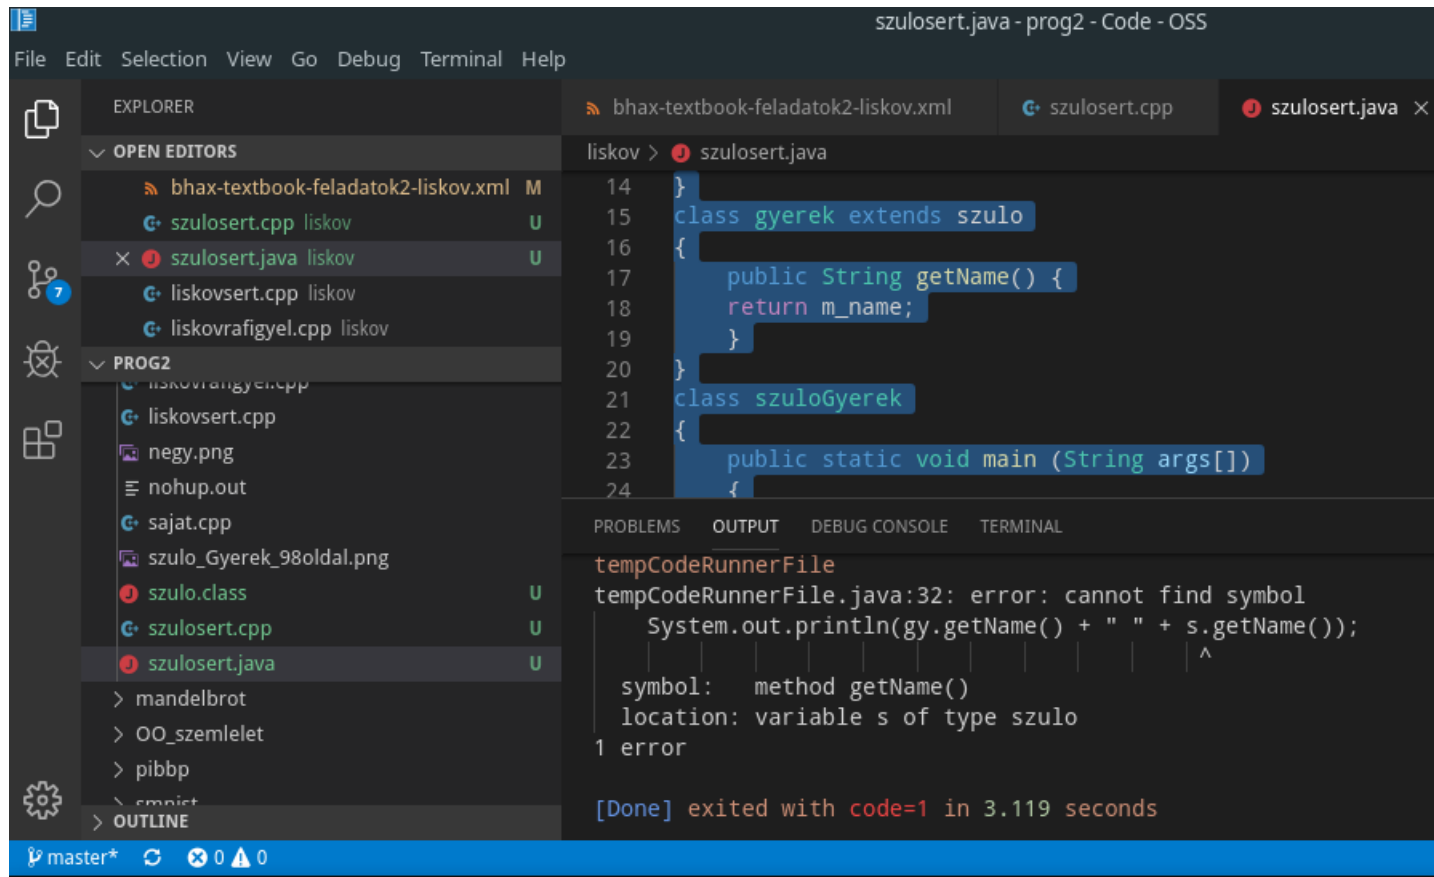 szulosert.java - prog2 - Code - OSS
File Edit Selection View Go Debug Terminal Help
EXPLORER
OPEN EDITORS
bhax-textbook-feladatok2-liskov.xml M
szulosert.cpp liskov U
szulosert.java liskov U
liskovsert.cpp liskov
liskovrafigyel.cpp liskov
PROG2
liskovrafigyel.cpp
liskovsert.cpp
negy.png
nohup.out
sajat.cpp
szulo_Gyerek_98oldal.png
szulo.class U
szulosert.cpp U
szulosert.java U
mandelbrot
OO_szemlelet
pibbp
smnist
OUTLINE
7
bhax-textbook-feladatok2-liskov.xml szulosert.cpp szulosert.java
liskov > szulosert.java
14 }
15 class gyerek extends szulo
16 {
17 public String getName() {
18 return m_name;
19 }
20 }
21 class szuloGyerek
22 {
23 public static void main (String args[])
24 {
PROBLEMS OUTPUT DEBUG CONSOLE TERMINAL
tempCodeRunnerFile
tempCodeRunnerFile.java:32: error: cannot find symbol
System.out.println(gy.getName() + " " + s.getName());
^
symbol: method getName()
location: variable s of type szulo
1 error
[Done] exited with code=1 in 3.119 seconds
master* 0 0